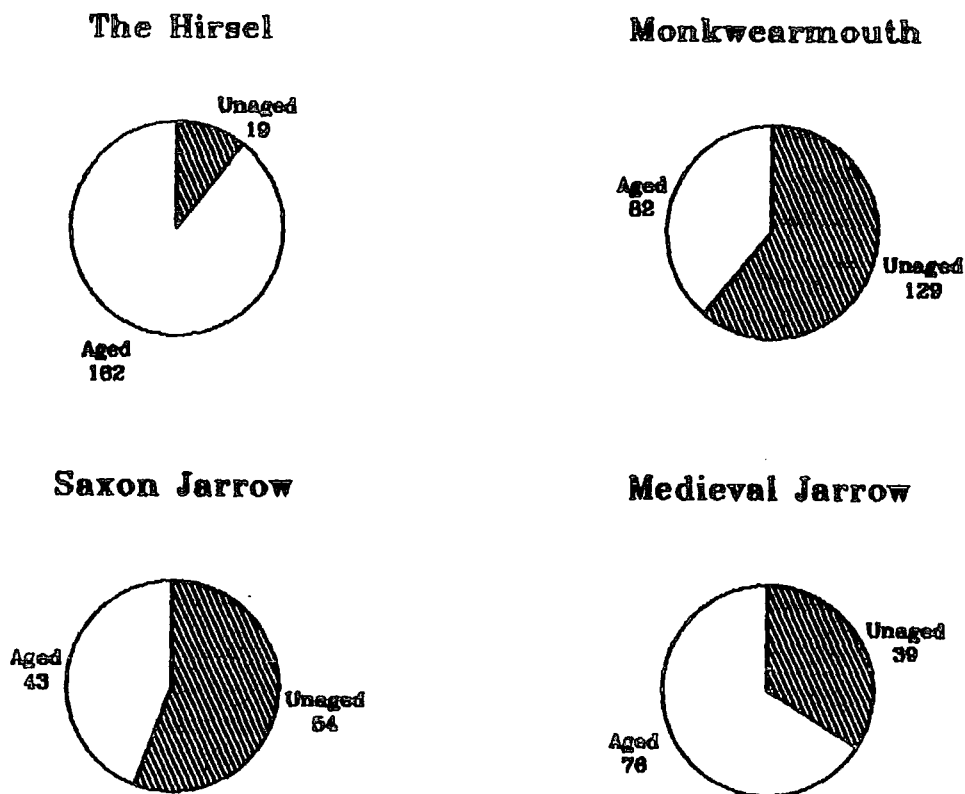 The Hirsel
Unaged
19
Aged
162
Monkwearmouth
Aged
82
Unaged
129
Saxon Jarrow
Aged
43
Unaged
54
Medieval Jarrow
Unaged
39
Aged
76